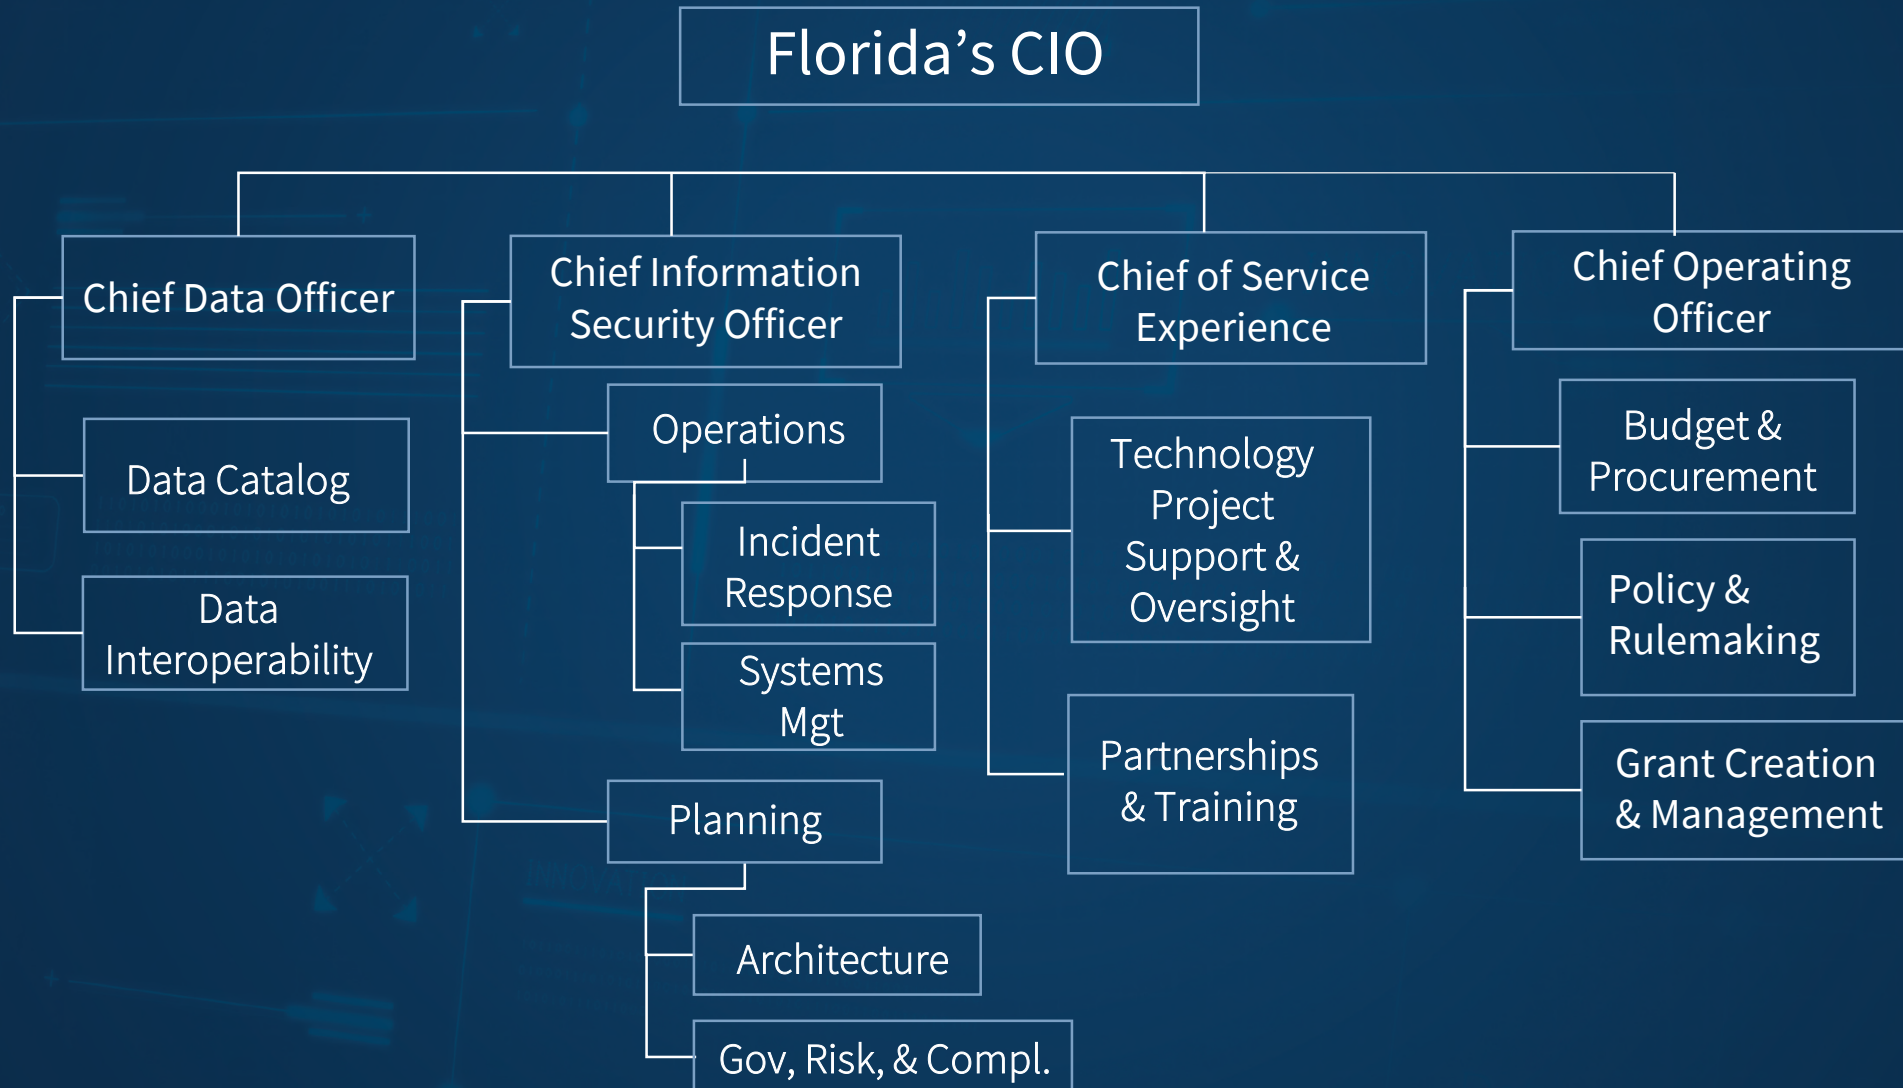 Florida’s CIO
Chief Data Officer
Data Catalog
Data
Interoperability
Chief Information
Security Officer
Operations
Incident
Response
Systems
Mgt
Planning
Architecture
Gov, Risk, & Compl.
Chief of Service
Experience
Technology
Project
Support &
Oversight
Partnerships
& Training
Chief Operating
Officer
Budget &
Procurement
Policy &
Rulemaking
Grant Creation
& Management